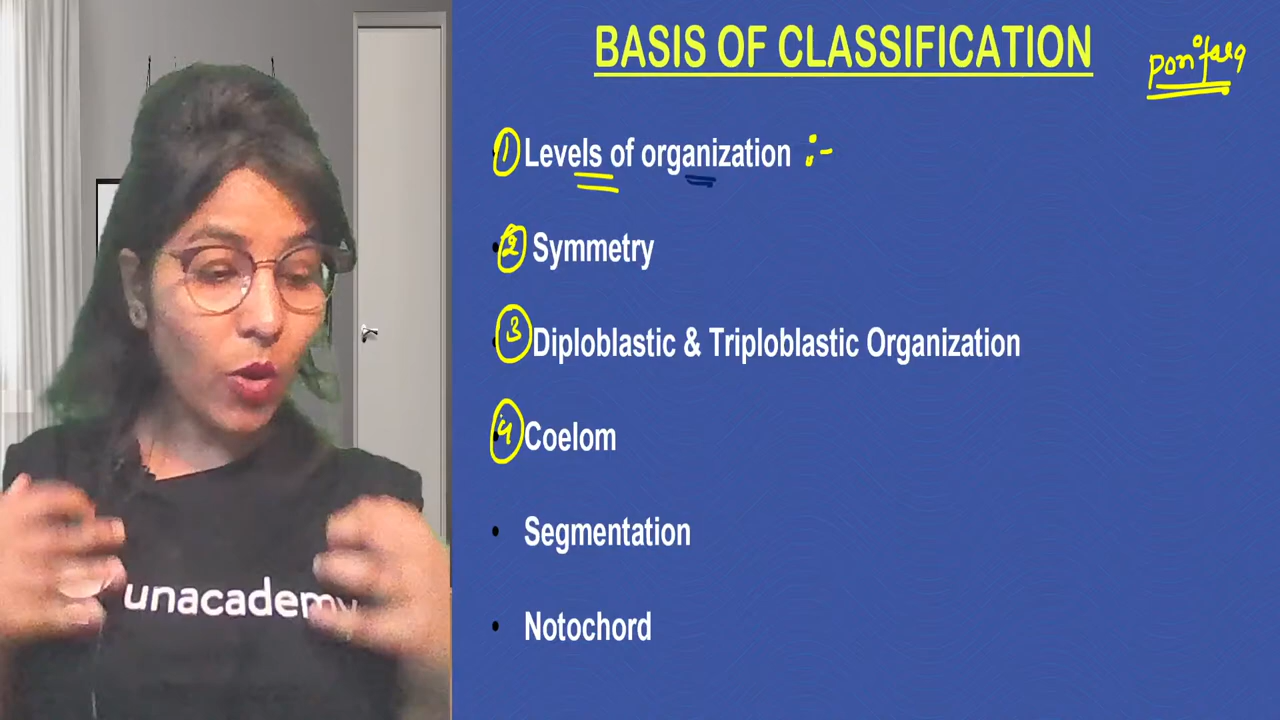 BASIS OF CLASSIFICATION
porifera
① Levels of organization :-
② Symmetry
③ Diploblastic & Triploblastic Organization
④ Coelom
• Segmentation
• Notochord
unacademy